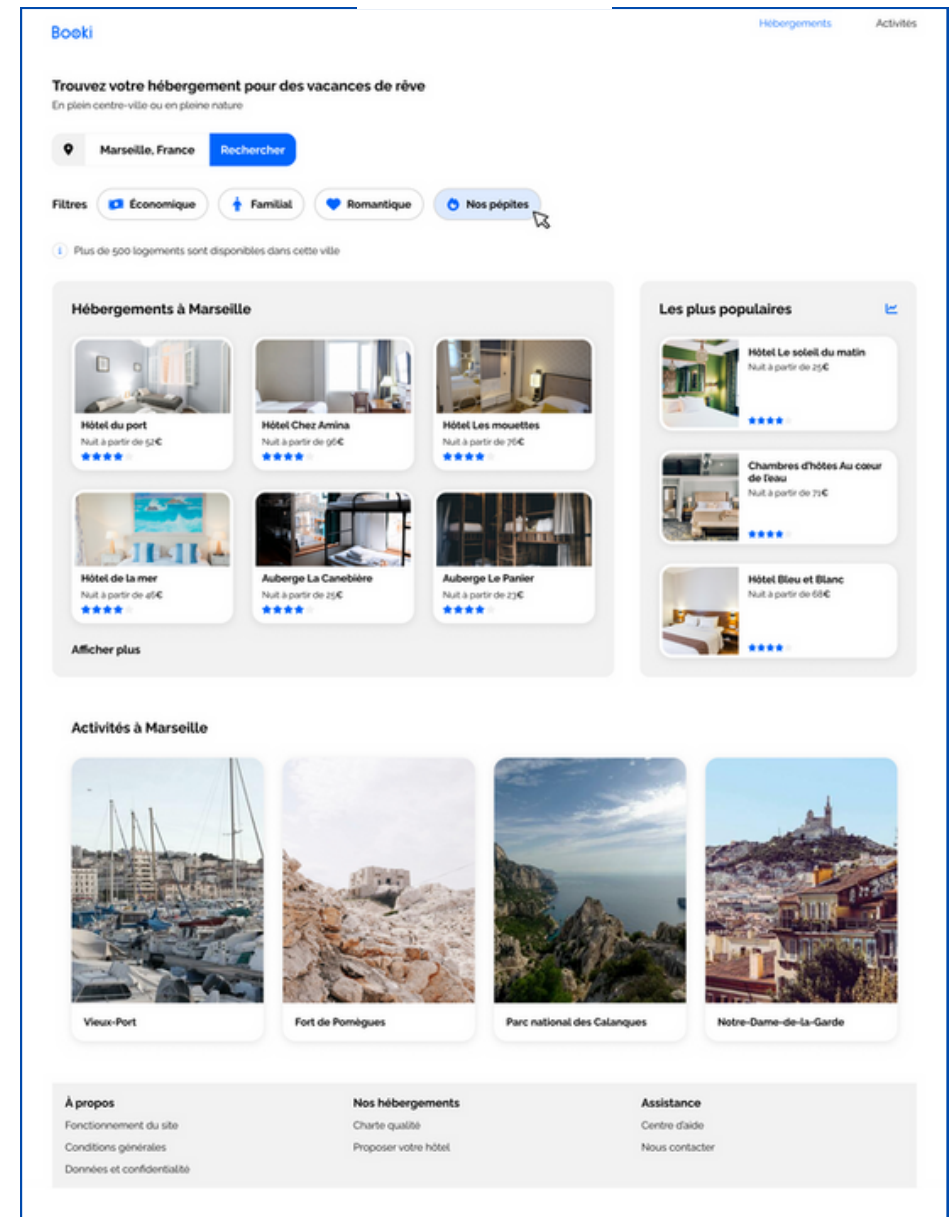 Booki
Hébergements
Activités
Trouvez votre hébergement pour des vacances de rêve
En plein centre-ville ou en pleine nature
Marseille, France
Rechercher
Filtres
Économique
Familial
Romantique
Nos pépites
Plus de 500 logements sont disponibles dans cette ville
Hébergements à Marseille
Hôtel du port
Nuit à partir de 52€
Hôtel Chez Amina
Nuit à partir de 96€
Hôtel Les mouettes
Nuit à partir de 76€
Hôtel de la mer
Nuit à partir de 46€
Auberge La Canebière
Nuit à partir de 25€
Auberge Le Panier
Nuit à partir de 23€
Afficher plus
Les plus populaires
Hôtel Le soleil du matin
Nuit à partir de 25€
Chambres d'hôtes Au cœur
de l'eau
Nuit à partir de 71€
Hôtel Bleu et Blanc
Nuit à partir de 68€
Activités à Marseille
Vieux-Port
Fort de Pomègues
Parc national des Calanques
Notre-Dame-de-la-Garde
À propos
Fonctionnement du site
Conditions générales
Données et confidentialité
Nos hébergements
Charte qualité
Proposer votre hôtel
Assistance
Centre d'aide
Nous contacter